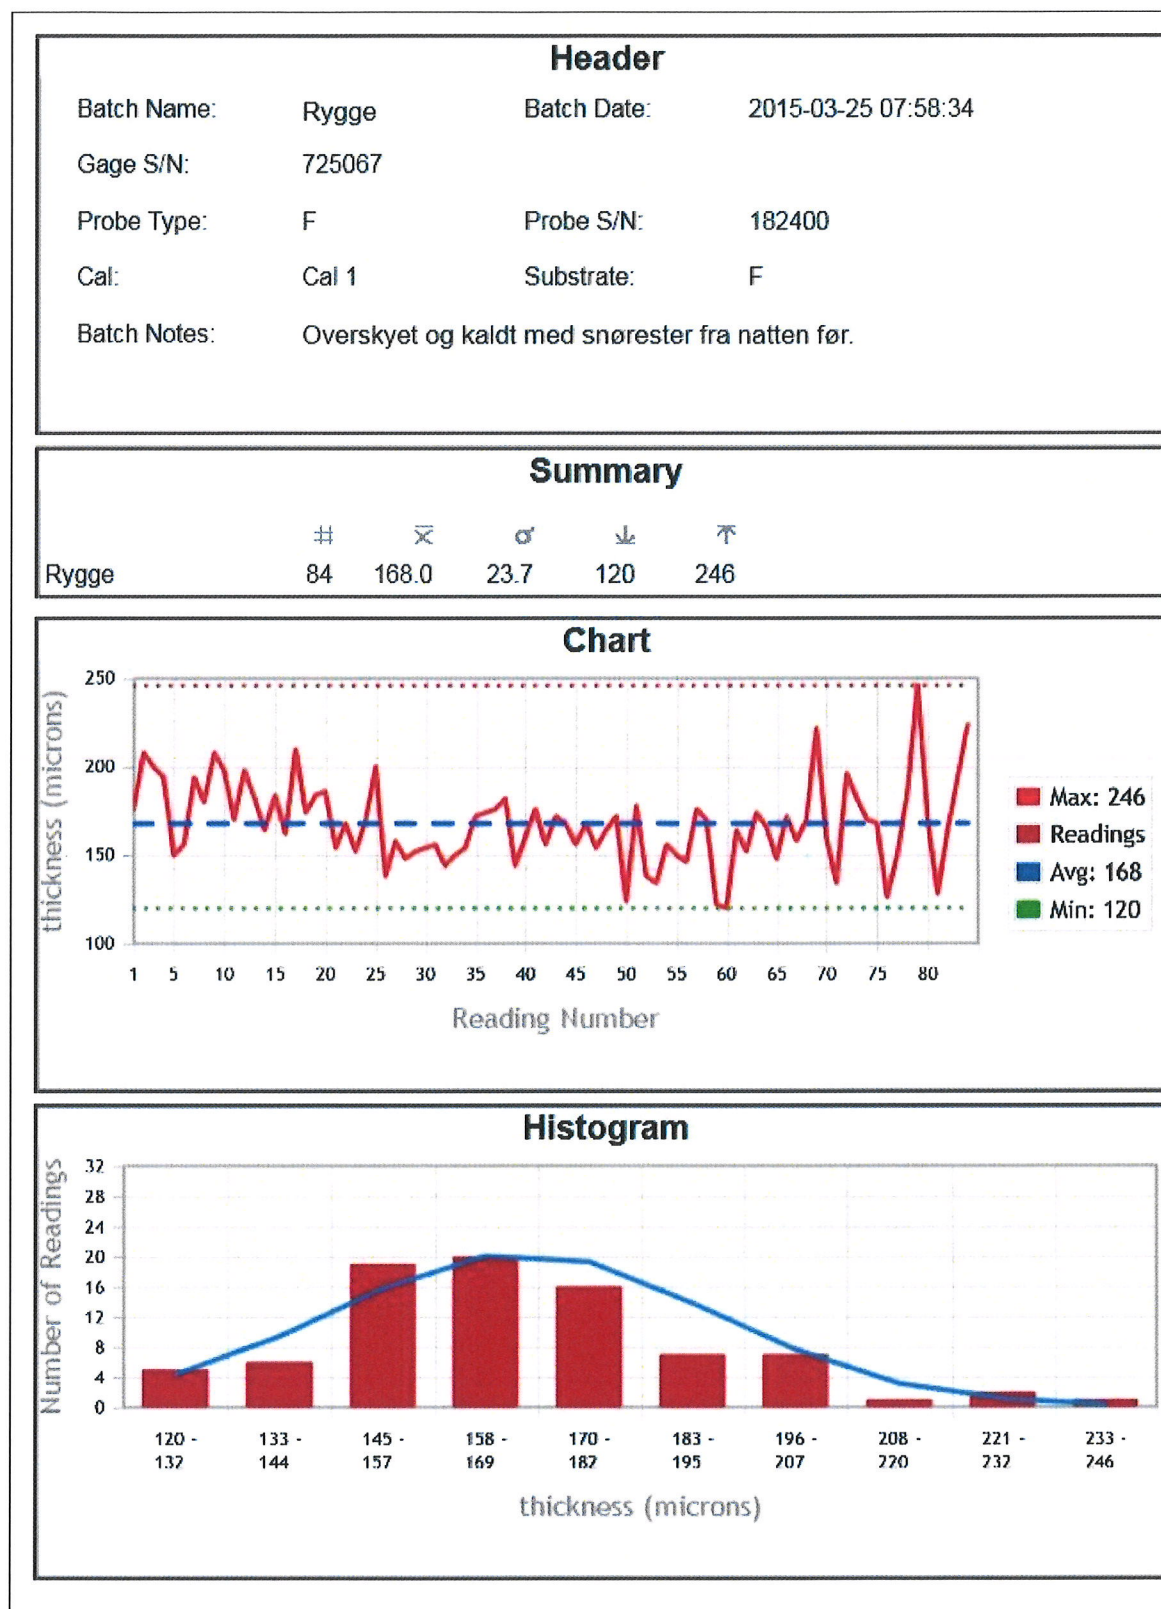 Header
Batch Name: Rygge Batch Date: 2015-03-25 07:58:34
Gage S/N: 725067
Probe Type: F Probe S/N: 182400
Cal: Cal 1 Substrate: F
Batch Notes: Overskyet og kaldt med snørester fra natten før.
Summary
# x̅ σ ↓ ↑
Rygge 84 168.0 23.7 120 246
Chart
thickness (microns)
250
200
150
100
1 5 10 15 20 25 30 35 40 45 50 55 60 65 70 75 80
Reading Number
Max: 246
Readings
Avg: 168
Min: 120
Histogram
Number of Readings
32
28
24
20
16
12
8
4
0
120 - 133 - 145 - 158 - 170 - 183 - 196 - 208 - 221 - 233 -
132 144 157 169 182 195 207 220 232 246
thickness (microns)